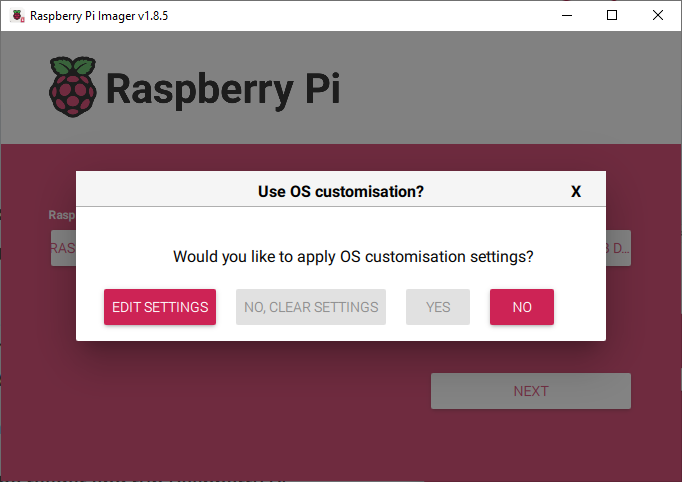 Raspberry Pi Imager v1.8.5
Raspberry Pi
Use OS customisation?
X
Rasp
RAS
B D...
Would you like to apply OS customisation settings?
EDIT SETTINGS
NO, CLEAR SETTINGS
YES
NO
NEXT